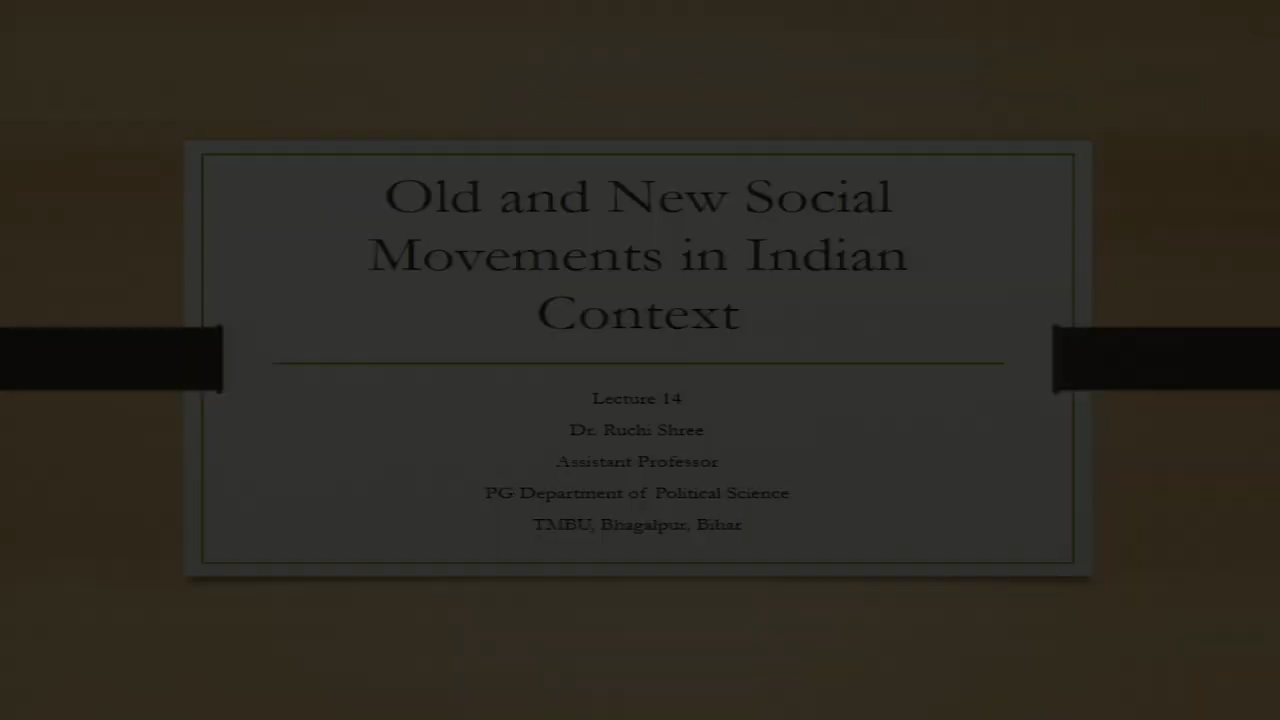 Old and New Social
Movements in Indian
Context
Lecture 14
Dr. Ruchi Shree
Assistant Professor
PG Department of Political Science
TMBU, Bhagalpur, Bihar